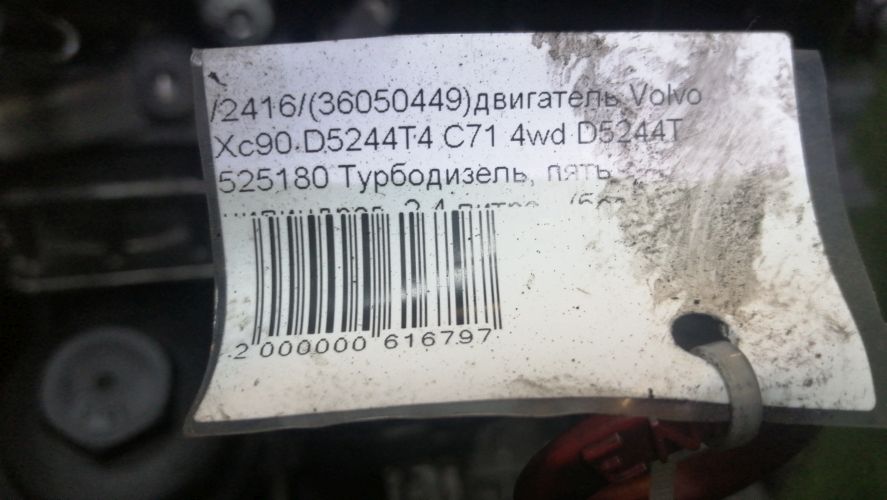 /2416/(36050449)двигатель Volvo
Xc90 D5244T4 C71 4wd D5244T
525180 Турбодизель, пять
2 000000 616797